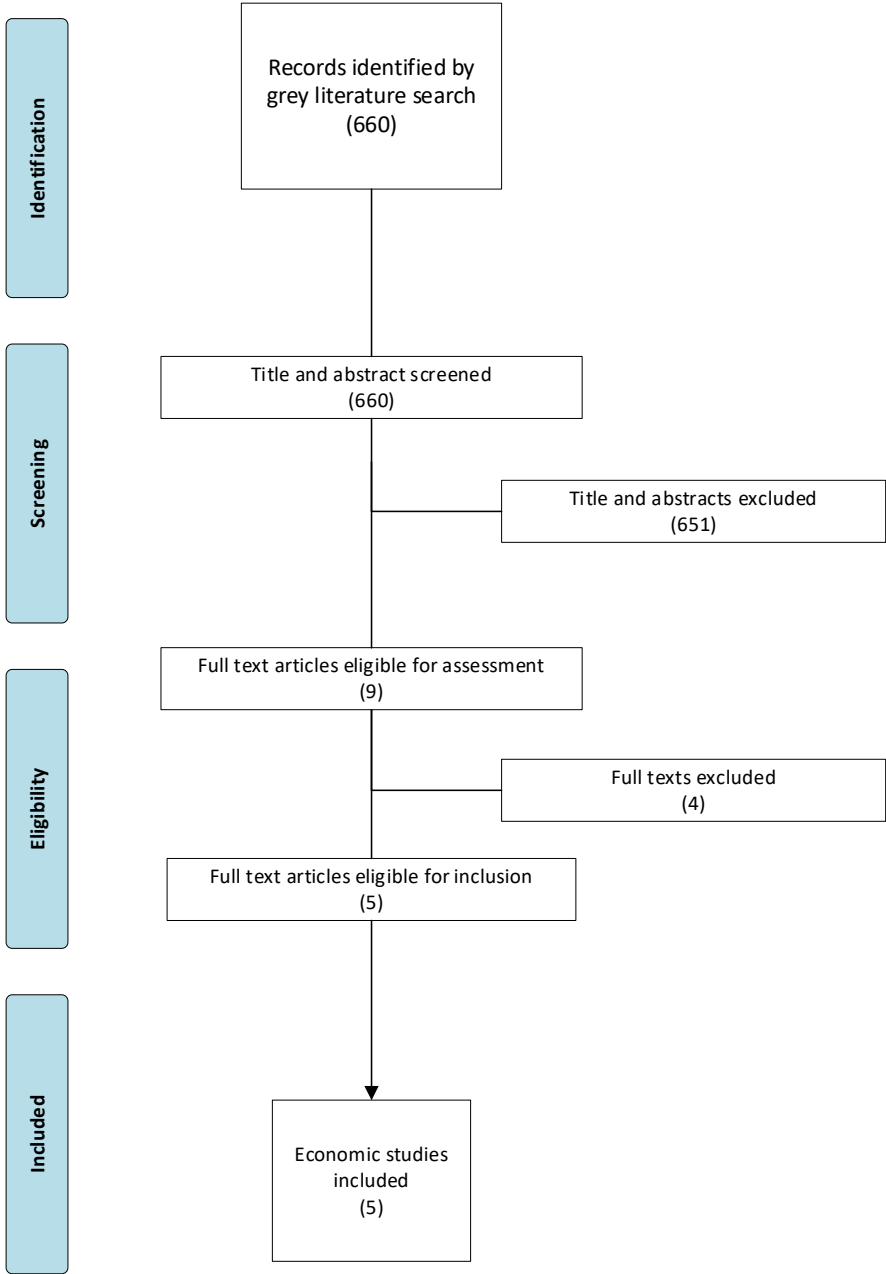 Identification
Records identified by
grey literature search
(660)
Screening
Title and abstract screened
(660)
Title and abstracts excluded
(651)
Eligibility
Full text articles eligible for assessment
(9)
Full texts excluded
(4)
Full text articles eligible for inclusion
(5)
Included
Economic studies
included
(5)